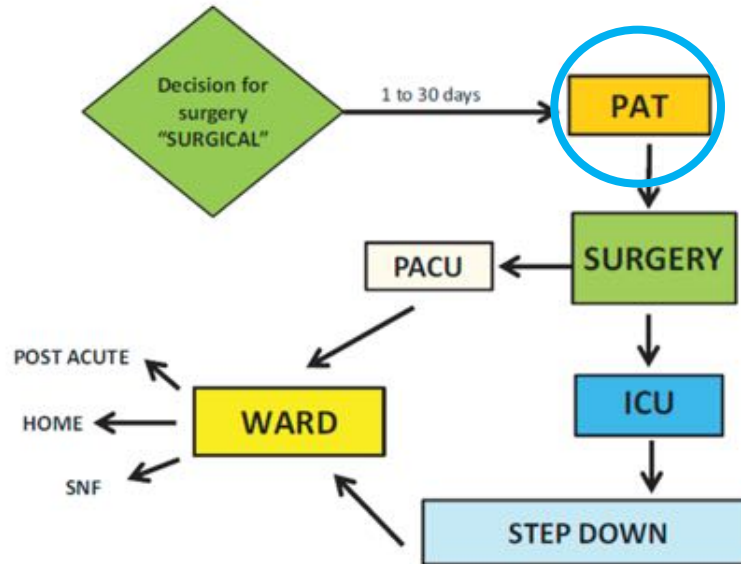 Decision for
surgery
“SURGICAL”
1 to 30 days
PAT
SURGERY
PACU
POST ACUTE
HOME
SNF
WARD
ICU
STEP DOWN